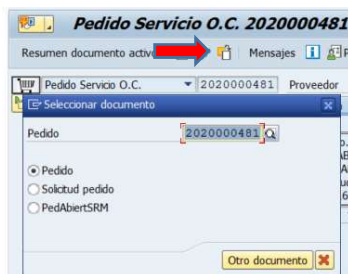 Pedido Servicio O.C. 2020000481
Resumen documento activ
Mensajes
Pedido Servicio O.C. 2020000481 Proveedor
Seleccionar documento
Pedido 2020000481
Pedido
Solicitud pedido
PedAbiertSRM
Otro documento